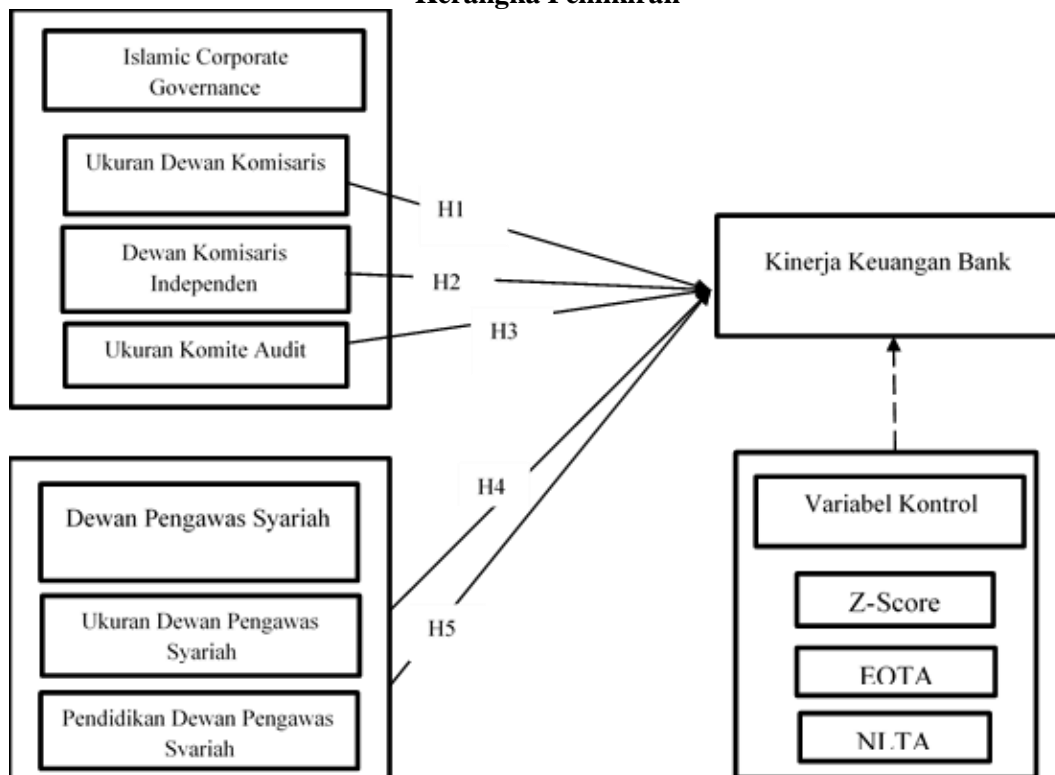 Kerangka Pemikiran
Islamic Corporate
Governance
Ukuran Dewan Komisaris
Dewan Komisaris
Independen
Ukuran Komite Audit
H1
H2
H3
Kinerja Keuangan Bank
Dewan Pengawas Syariah
Ukuran Dewan Pengawas
Syariah
Pendidikan Dewan Pengawas
Syariah
H4
H5
Variabel Kontrol
Z-Score
EQTA
NLTA